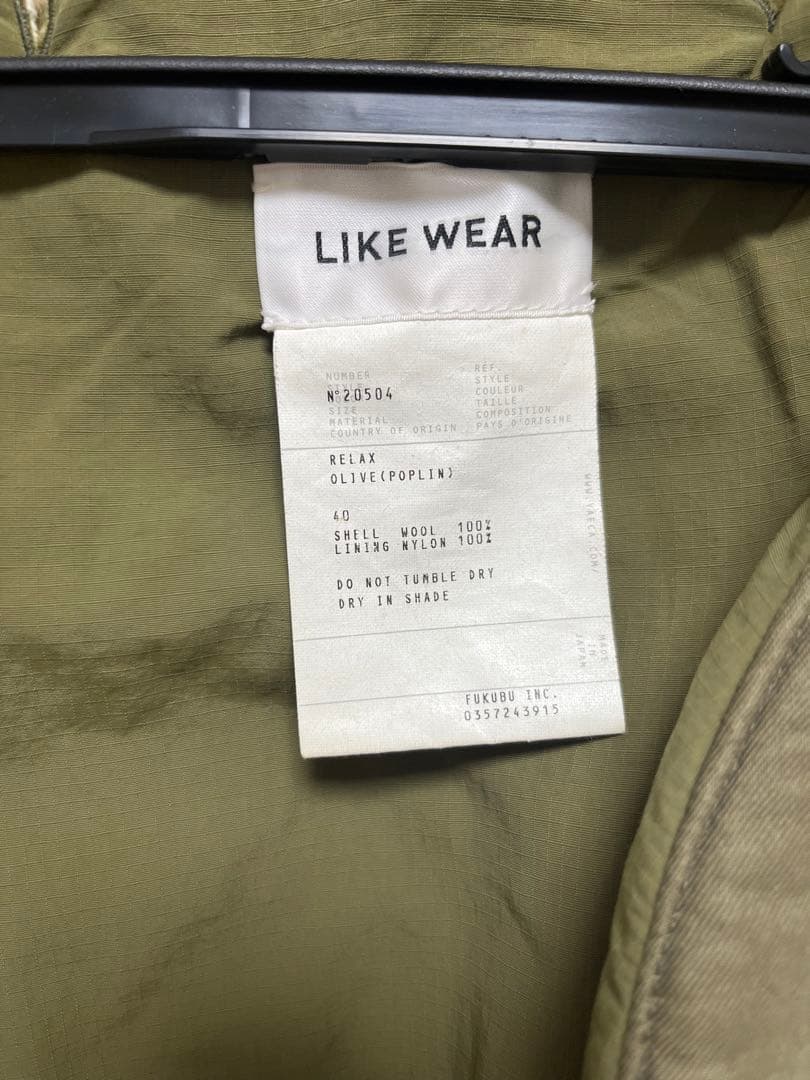 LIKE WEAR
NUMBER REF.
STYLE STYLE
N°20504 COULEUR
SIZE TAILLE
MATERIAL COMPOSITION
COUNTRY OF ORIGIN PAYS D'ORIGINE
RELAX
OLIVE(POPLIN)
40
SHELL WOOL 100%
LINING NYLON 100%
DO NOT TUMBLE DRY
DRY IN SHADE
WWW.YAECA.COM/
MADE
IN
JAPAN
FUKUBU INC.
0357243915